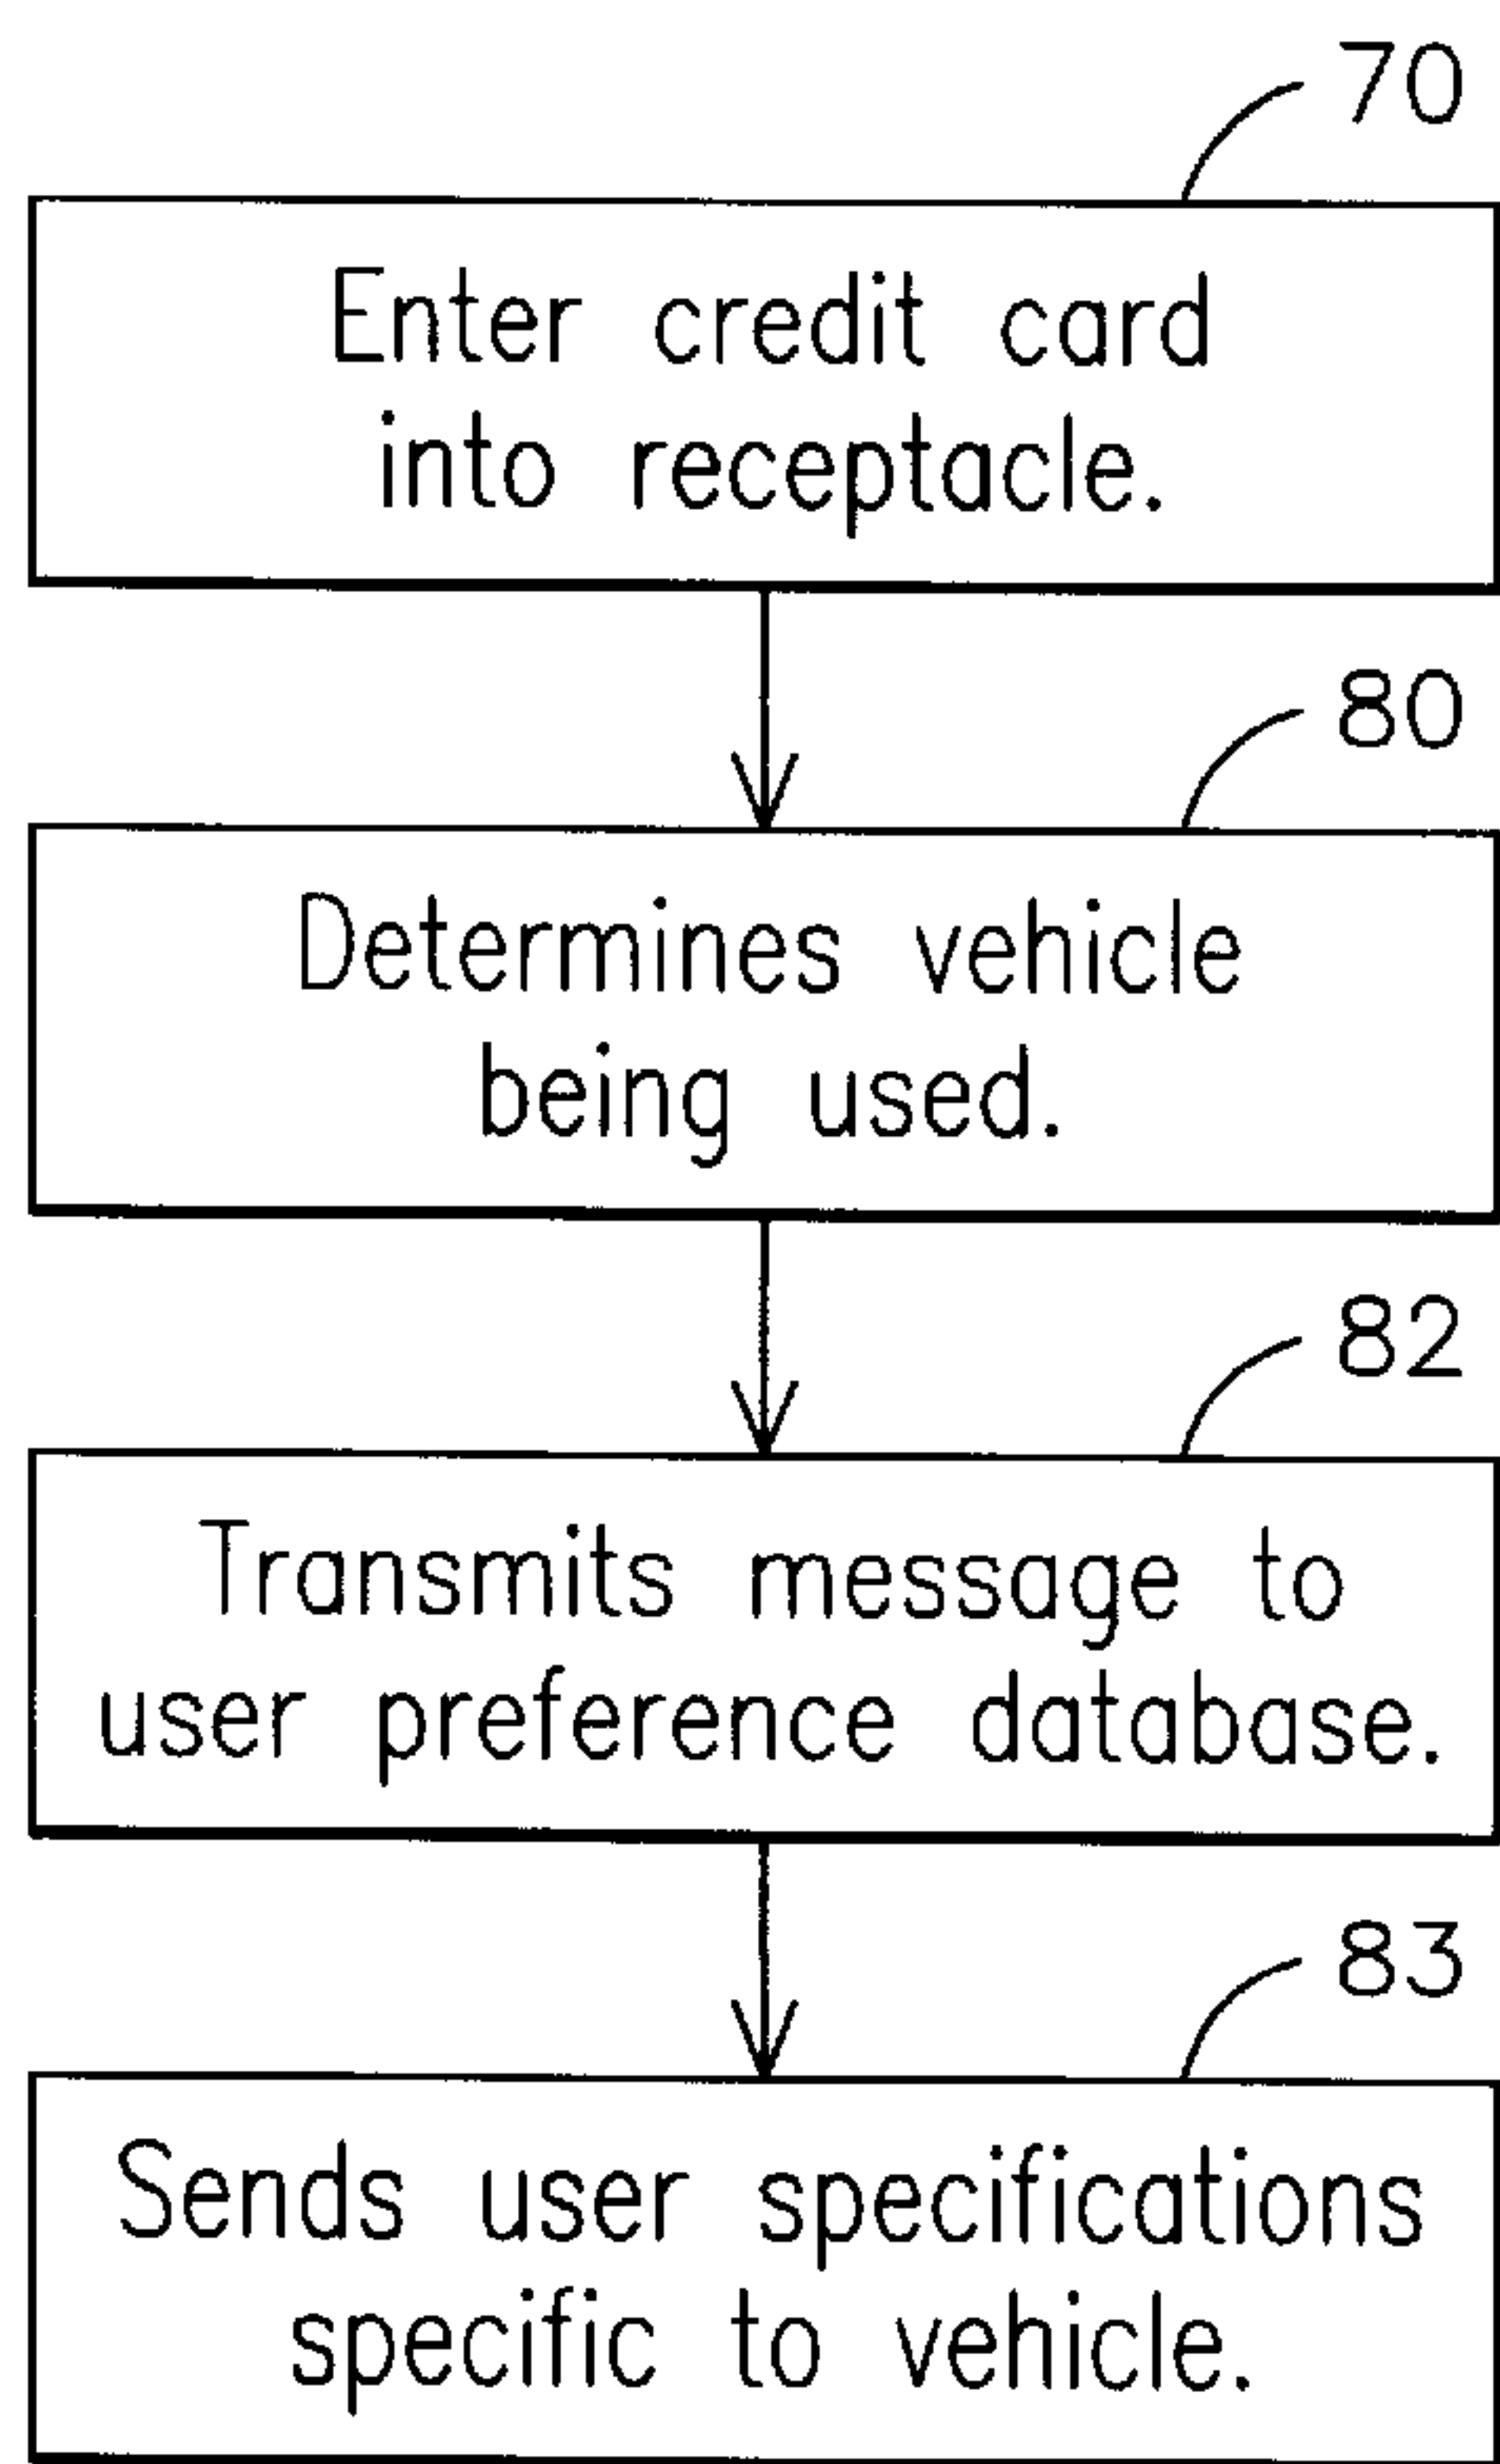 70
Enter credit card
into receptacle.
80
Determines vehicle
being used.
82
Transmits message to
user preference database.
83
Sends user specifications
specific to vehicle.